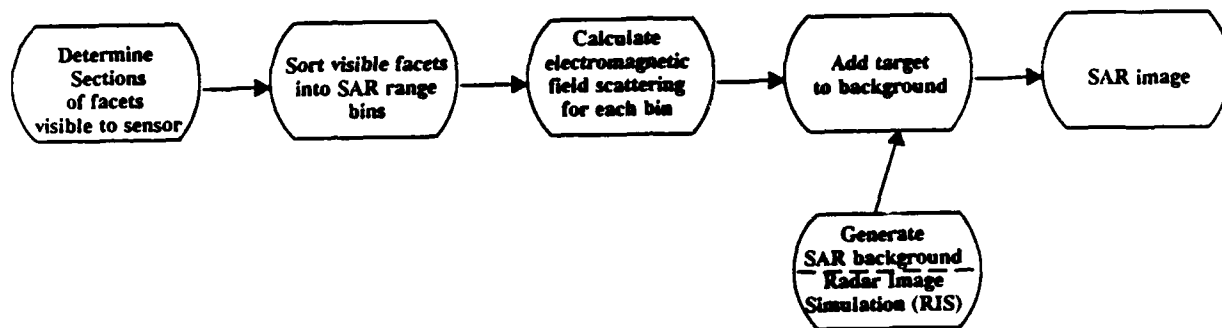 Determine
Sections
of facets
visible to sensor
Sort visible facets
into SAR range
bins
Calculate
electromagnetic
field scattering
for each bin
Add target
to background
SAR image
Generate
SAR background
Radar Image
Simulation (RIS)